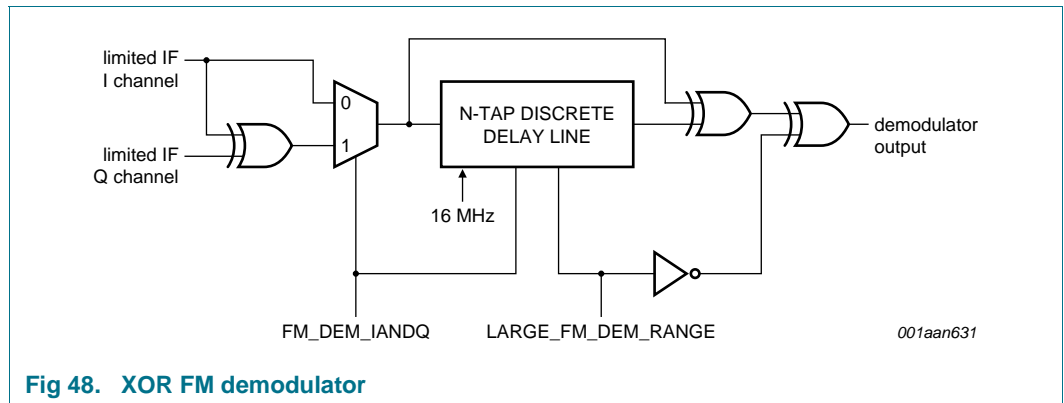 limited IF
I channel
limited IF
Q channel
0
1
N-TAP DISCRETE
DELAY LINE
16 MHz
demodulator
output
FM_DEM_IANDQ
LARGE_FM_DEM_RANGE
001aan631
Fig 48. XOR FM demodulator